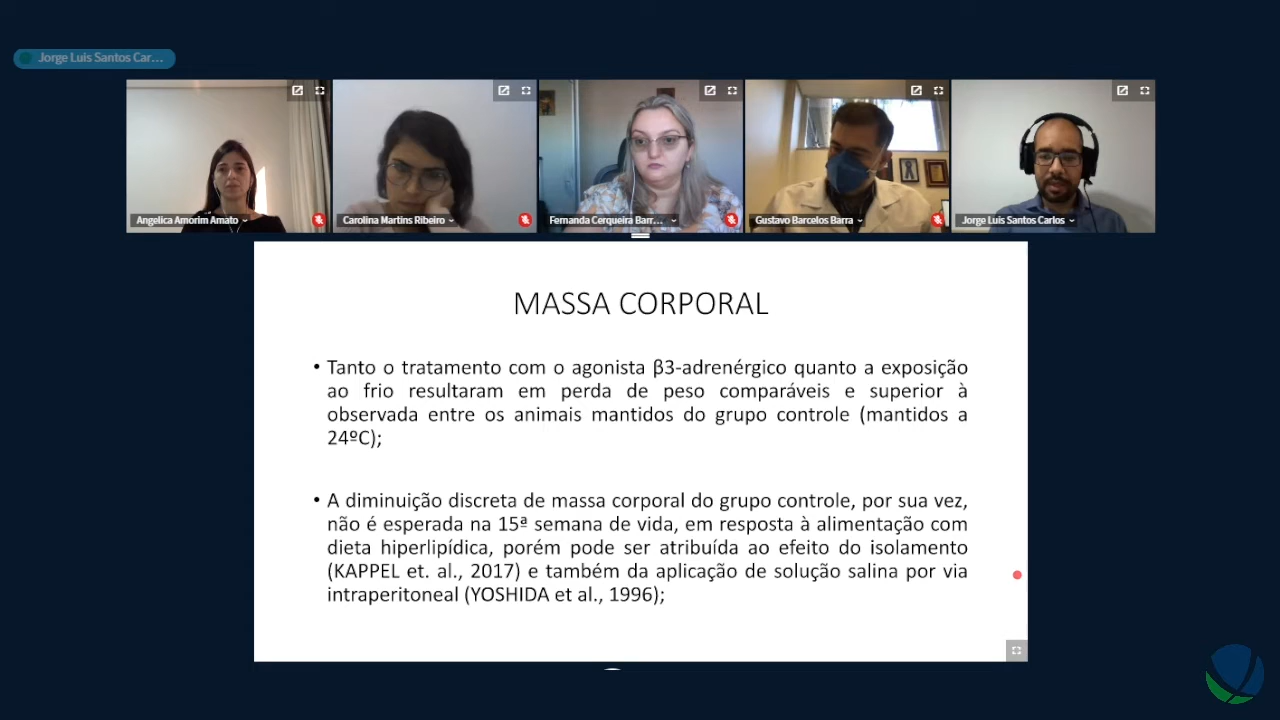 Jorge Luis Santos Car...
Angelica Amorim Amato
Carolina Martins Ribeiro
Fernanda Cerqueira Barr...
Gustavo Barcelos Barra
Jorge Luis Santos Carlos
MASSA CORPORAL
• Tanto o tratamento com o agonista β3-adrenérgico quanto a exposição
ao frio resultaram em perda de peso comparáveis e superior à
observada entre os animais mantidos do grupo controle (mantidos a
24ºC);
• A diminuição discreta de massa corporal do grupo controle, por sua vez,
não é esperada na 15ª semana de vida, em resposta à alimentação com
dieta hiperlipídica, porém pode ser atribuída ao efeito do isolamento
(KAPPEL et. al., 2017) e também da aplicação de solução salina por via
intraperitoneal (YOSHIDA et al., 1996);